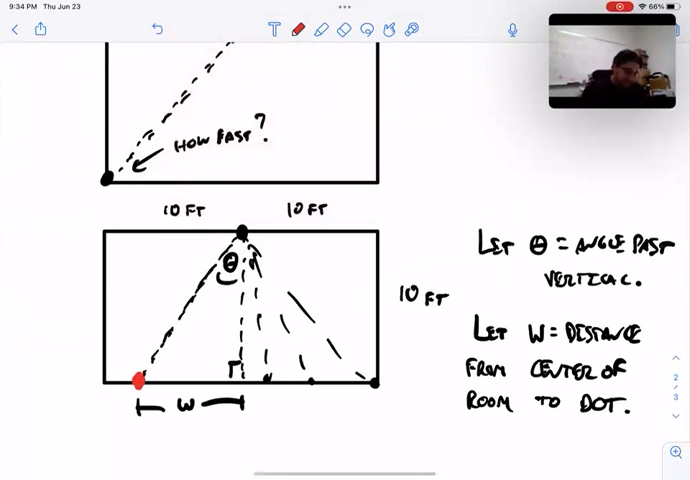 9:34 PM Thu Jun 23
66%
T
HOW FAST?
10 FT 10 FT
θ
10 FT
W
LET θ = ANGLE PAST
VERTICAL.
LET W = DISTANCE
FROM CENTER OF
ROOM TO DOT.
2
/
3